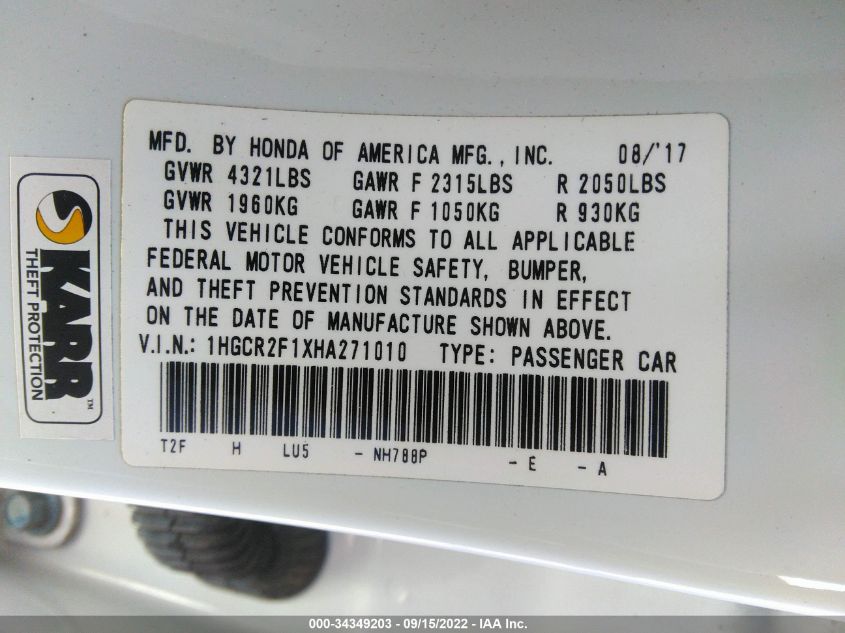 MFD. BY HONDA OF AMERICA MFG., INC. 08/'17
GVWR 4321LBS GAWR F 2315LBS R 2050LBS
GVWR 1960KG GAWR F 1050KG R 930KG
THIS VEHICLE CONFORMS TO ALL APPLICABLE
FEDERAL MOTOR VEHICLE SAFETY, BUMPER,
AND THEFT PREVENTION STANDARDS IN EFFECT
ON THE DATE OF MANUFACTURE SHOWN ABOVE.
V.I.N.: 1HGCR2F1XHA271010 TYPE: PASSENGER CAR
T2F H LU5 - NH788P - E - A
KARR™
THEFT PROTECTION
000-34349203 - 09/15/2022 - IAA Inc.